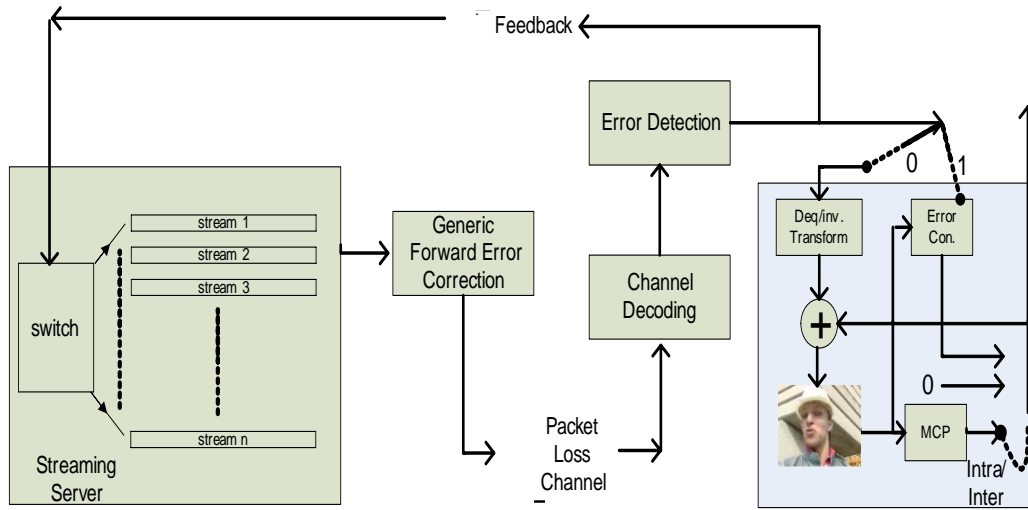 Feedback
Error Detection
0
1
stream 1
stream 2
stream 3
stream n
switch
Streaming
Server
Generic
Forward Error
Correction
Channel
Decoding
Packet
Loss
Channel
Deq/inv.
Transform
Error
Con.
+
0
MCP
Intra/
Inter